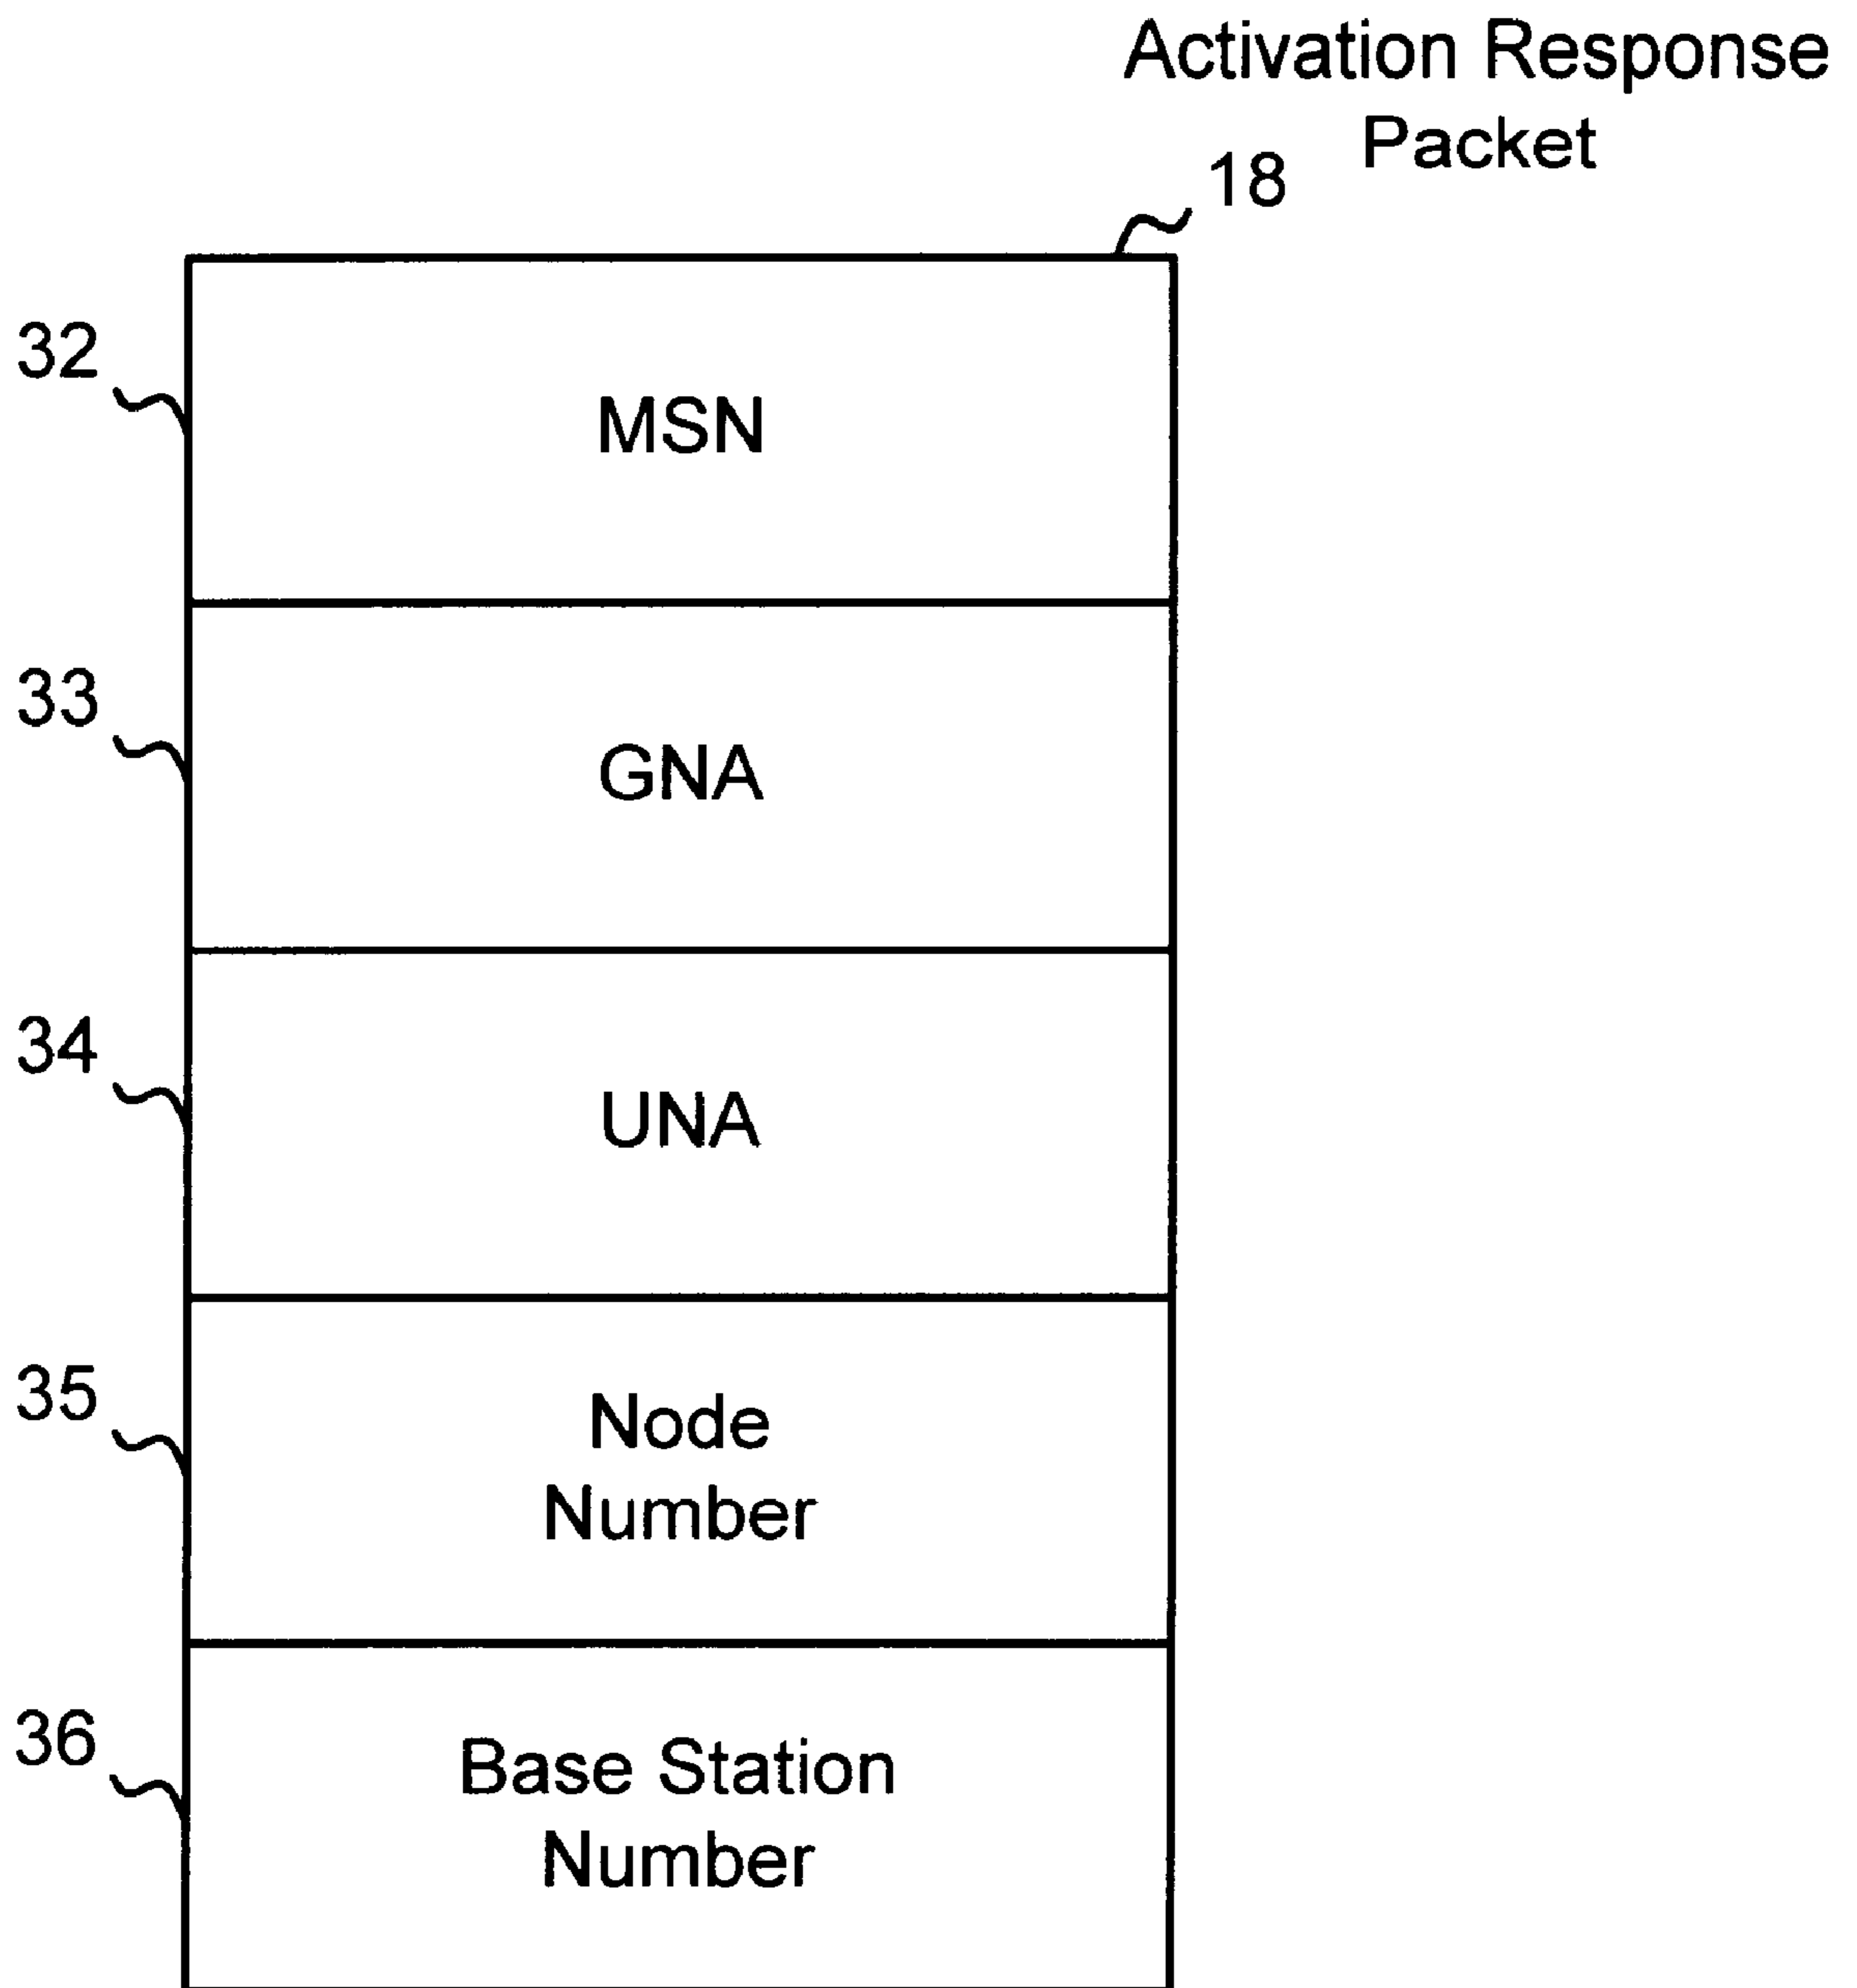 Activation Response
Packet
18
32
MSN
33
GNA
34
UNA
35
Node
Number
36
Base Station
Number